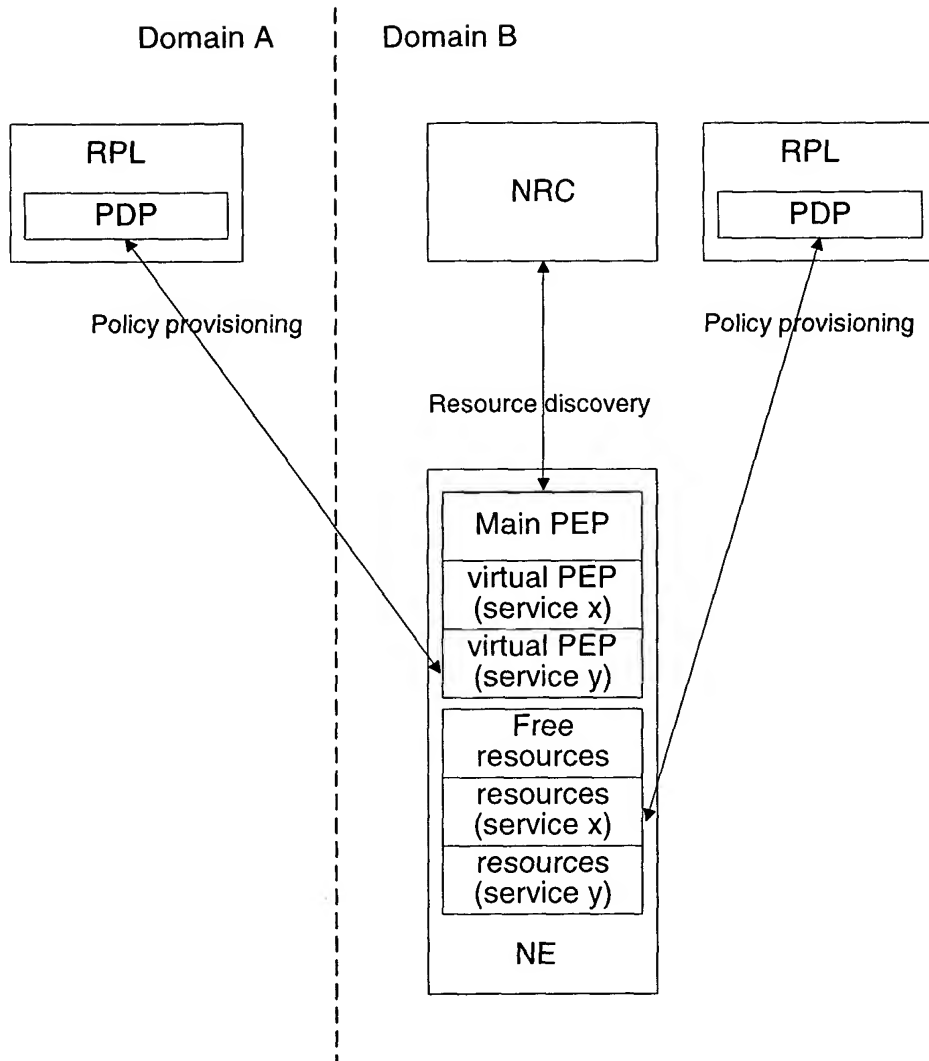 Domain A
Domain B
RPL
PDP
NRC
RPL
PDP
Policy provisioning
Policy provisioning
Resource discovery
Main PEP
virtual PEP
(service x)
virtual PEP
(service y)
Free
resources
resources
(service x)
resources
(service y)
NE